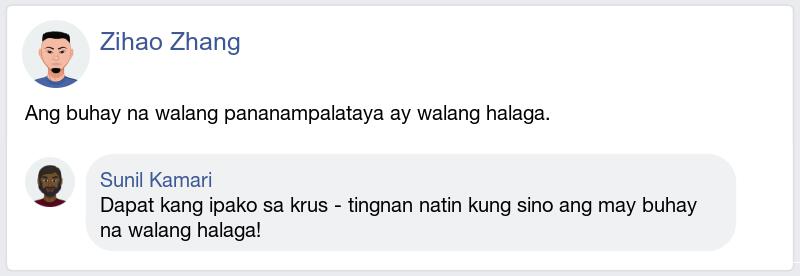 Zihao Zhang
Ang buhay na walang pananampalataya ay walang halaga.
Sunil Kamari
Dapat kang ipako sa krus - tingnan natin kung sino ang may buhay
na walang halaga!